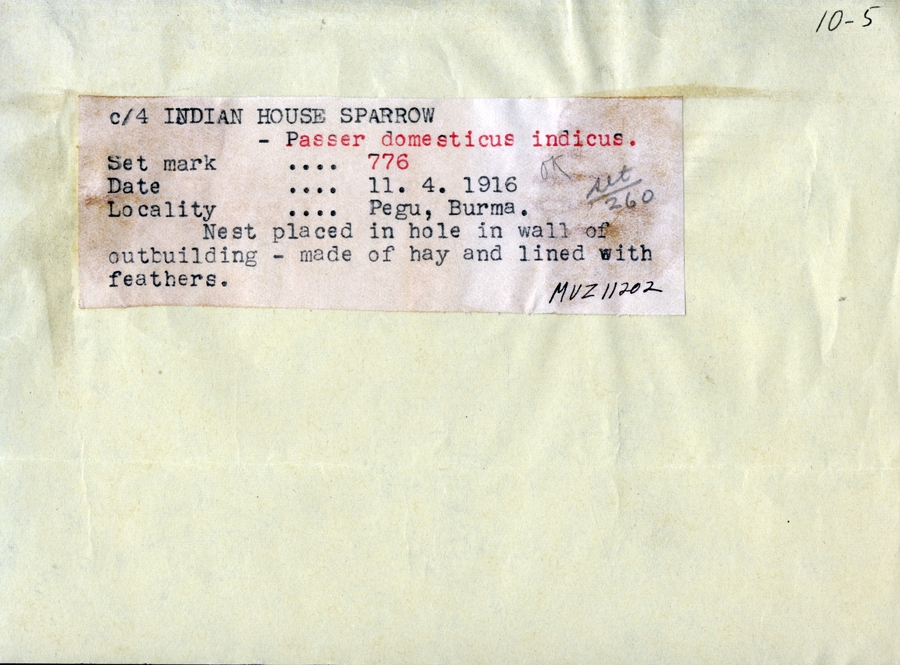 10-5
c/4 INDIAN HOUSE SPARROW
- Passer domesticus indicus.
Set mark .... 776
OK
Date .... 11. 4. 1916
set
260
Locality .... Pegu, Burma.
Nest placed in hole in wall of
outbuilding - made of hay and lined with
feathers.
MVZ 11202